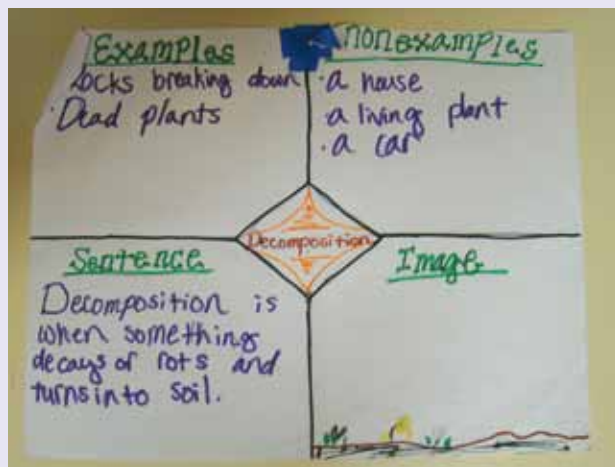 Examples
locks breaking down
· Dead plants
Nonexamples
· a house
a living plant
· a car
Decomposition
Sentence
Decomposition is
when something
decays or rots and
turns into soil.
Image